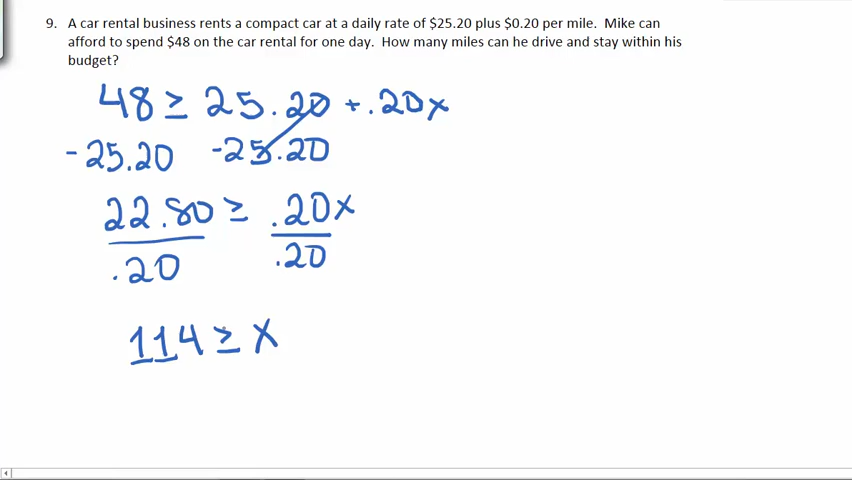 9. A car rental business rents a compact car at a daily rate of $25.20 plus $0.20 per mile. Mike can
afford to spend $48 on the car rental for one day. How many miles can he drive and stay within his
budget?
48 ≥ 25.20 + .20x
-25.20 -25.20
22.80 ≥ .20x
.20 .20
114 ≥ x